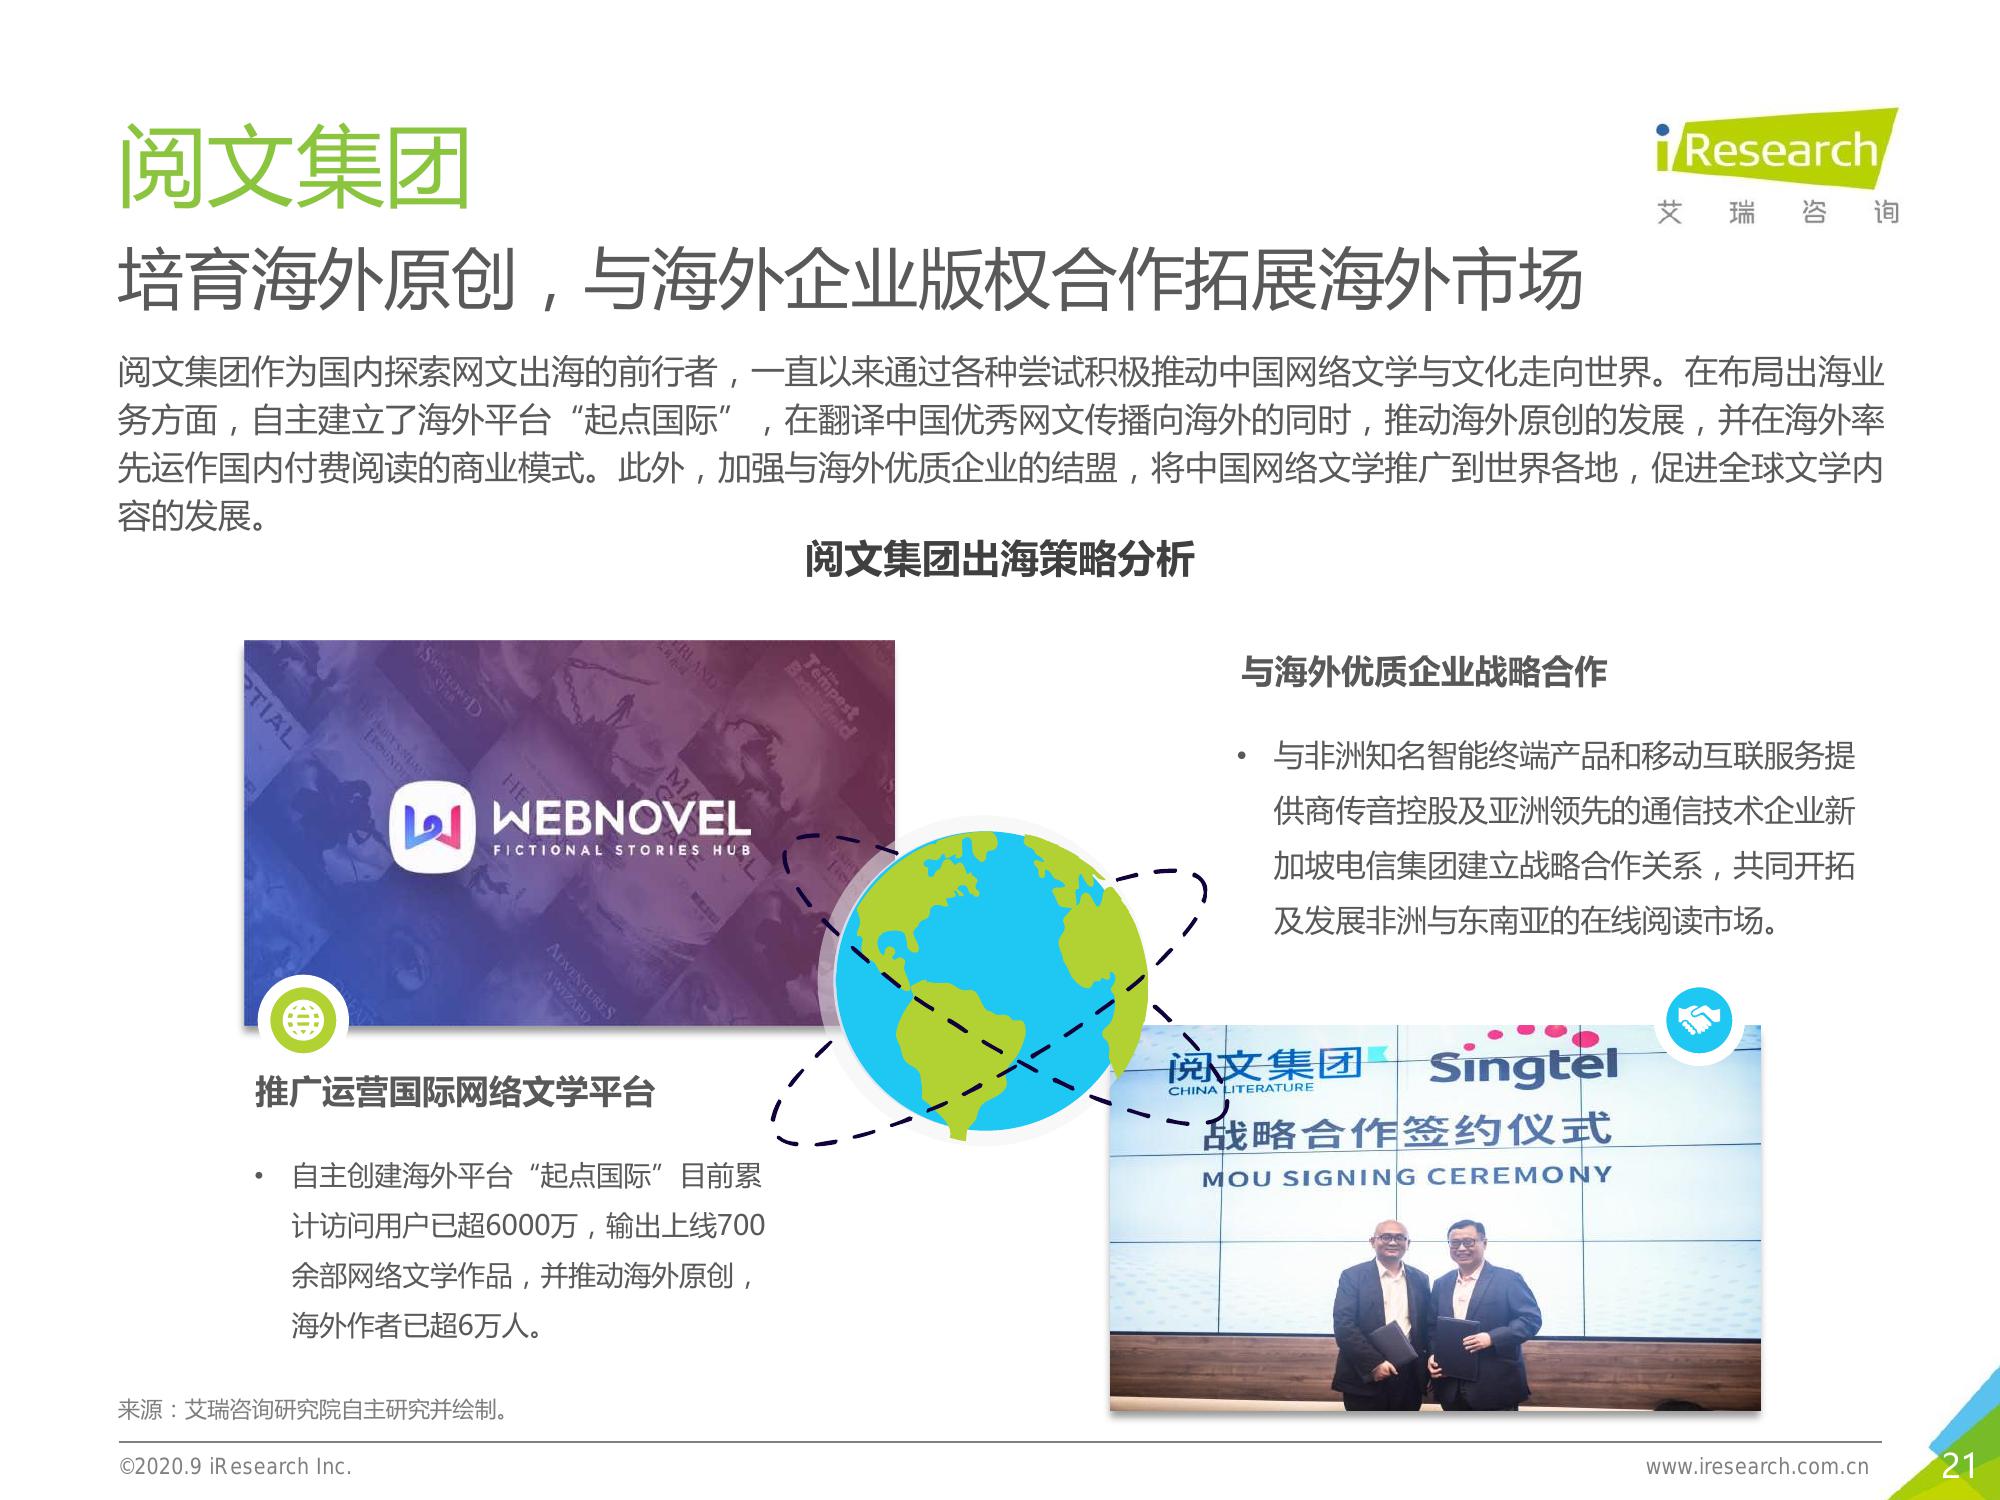 阅文集团
iResearch
艾瑞咨询
培育海外原创，与海外企业版权合作拓展海外市场
阅文集团作为国内探索网文出海的前行者，一直以来通过各种尝试积极推动中国网络文学与文化走向世界。在布局出海业
务方面，自主建立了海外平台“起点国际”，在翻译中国优秀网文传播向海外的同时，推动海外原创的发展，并在海外率
先运作国内付费阅读的商业模式。此外，加强与海外优质企业的结盟，将中国网络文学推广到世界各地，促进全球文学内
容的发展。
阅文集团出海策略分析
WEBNOVEL
FICTIONAL STORIES HUB
推广运营国际网络文学平台
• 自主创建海外平台“起点国际”目前累
计访问用户已超6000万，输出上线700
余部网络文学作品，并推动海外原创，
海外作者已超6万人。
与海外优质企业战略合作
• 与非洲知名智能终端产品和移动互联服务提
供商传音控股及亚洲领先的通信技术企业新
加坡电信集团建立战略合作关系，共同开拓
及发展非洲与东南亚的在线阅读市场。
阅文集团
CHINA LITERATURE
Singtel
战略合作签约仪式
MOU SIGNING CEREMONY
来源：艾瑞咨询研究院自主研究并绘制。
©2020.9 iResearch Inc.
www.iresearch.com.cn
21